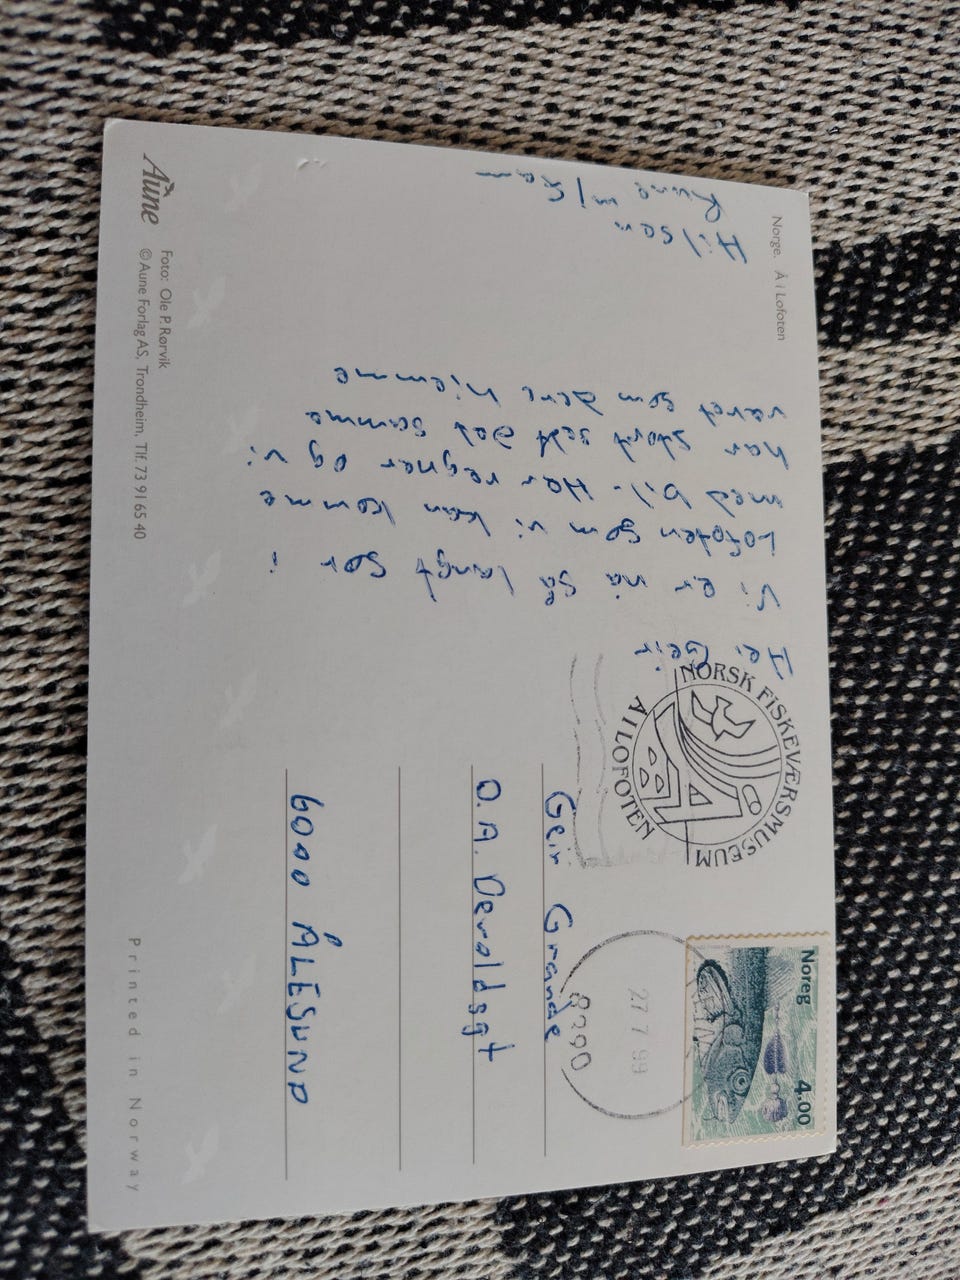 Norge. Å i Lofoten
Hei Geir
Vi er nå så langt sør i
Lofoten som vi kan komme
med bil. Her regner og vi
har stort sett det samme
været som dere hjemme
Hilsen
Rune m/ fam
NORSK FISKEVÆRSMUSEUM
Å I LOFOTEN
Noreg 4.00
27 7 99
8390
Geir Grande
O.A. Devoldsgt
6000 ÅLESUND
Aune
Foto: Ole P. Rørvik
© Aune Forlag AS, Trondheim, Tlf. 73 91 65 40
Printed in Norway